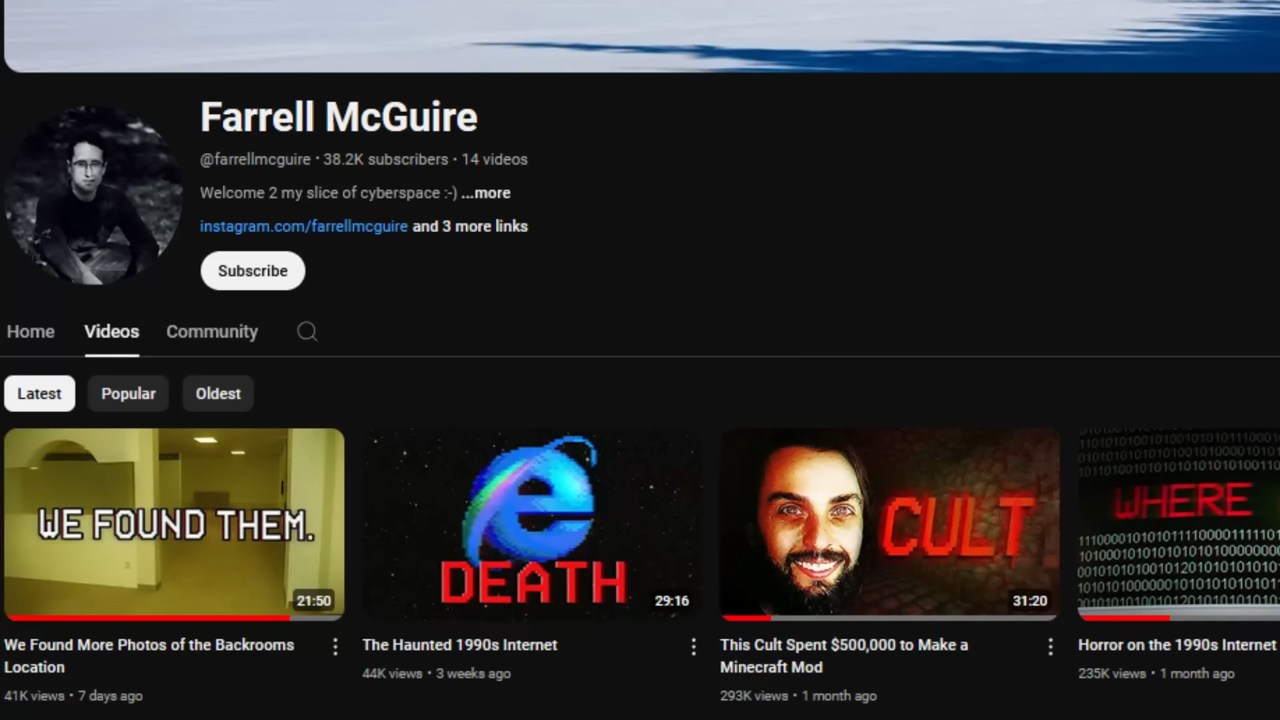 Farrell McGuire
@farrellmcguire • 38.2K subscribers • 14 videos
Welcome 2 my slice of cyberspace :-) ...more
instagram.com/farrellmcguire and 3 more links
Subscribe
Home Videos Community
Latest Popular Oldest
WE FOUND THEM.
21:50
We Found More Photos of the Backrooms
Location
41K views • 7 days ago
DEATH
29:16
The Haunted 1990s Internet
44K views • 3 weeks ago
CULT
31:20
This Cult Spent $500,000 to Make a
Minecraft Mod
293K views • 1 month ago
WHERE
Horror on the 1990s Internet
235K views • 1 month ago